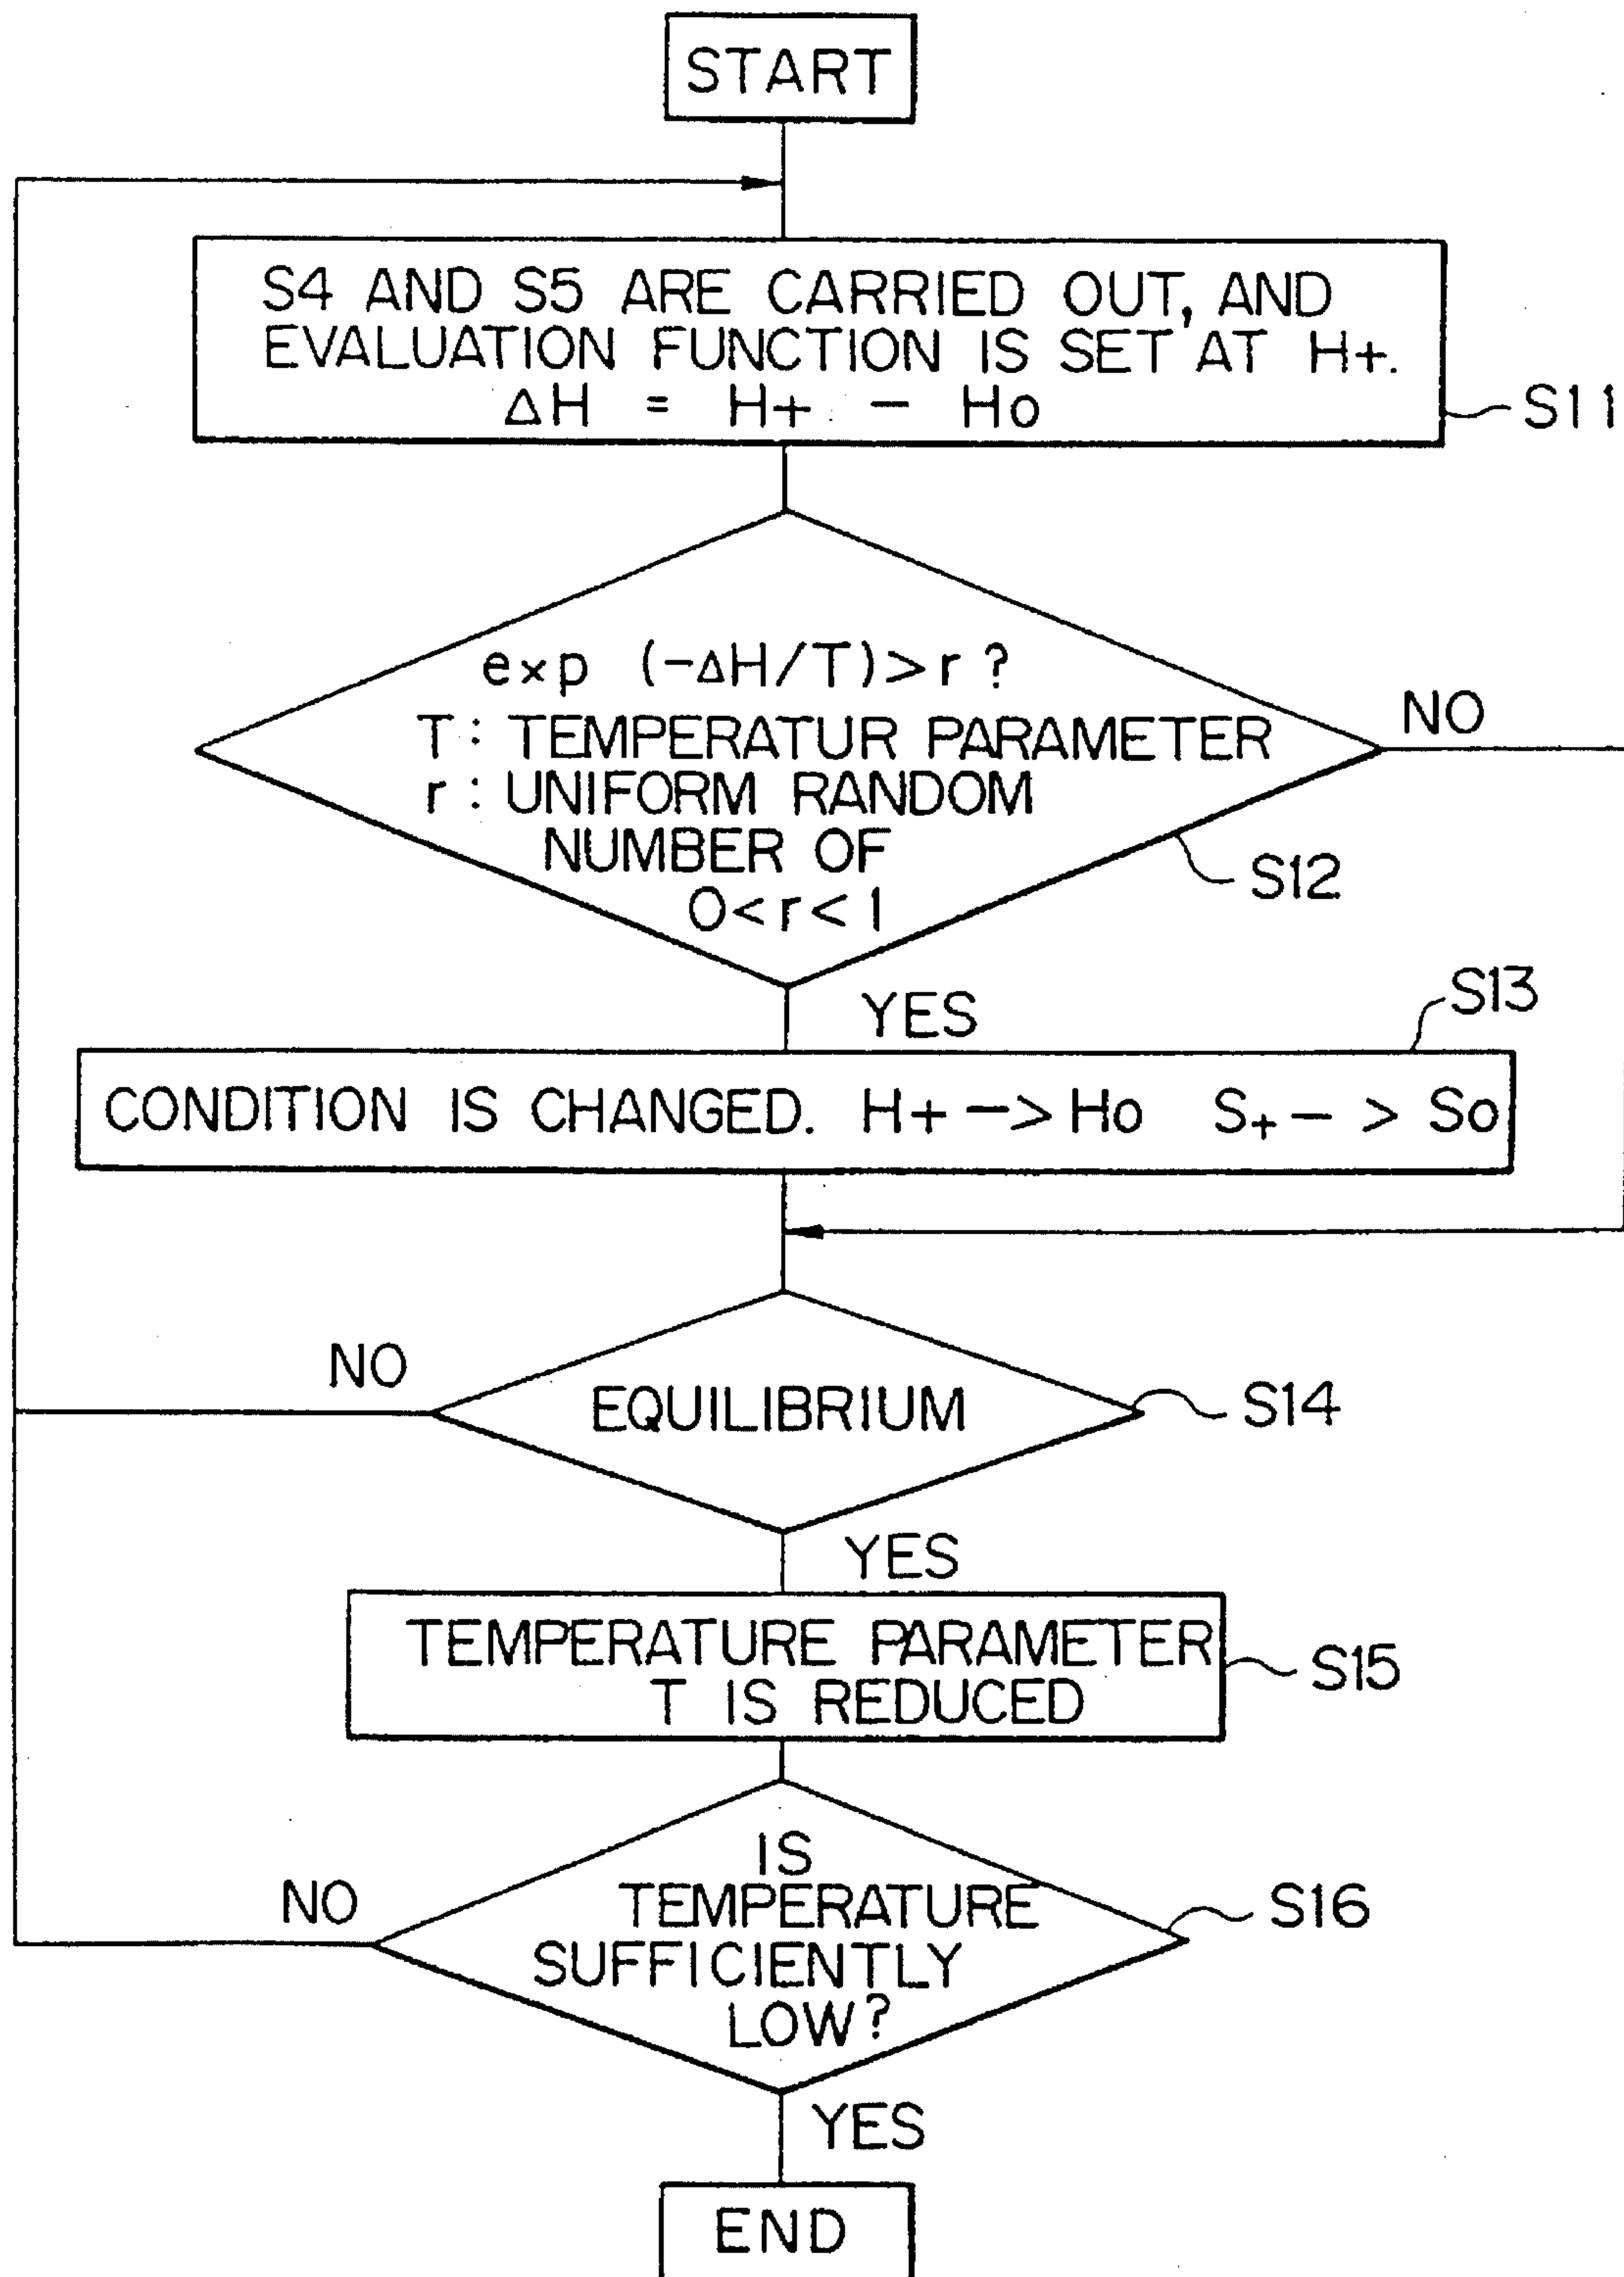 START
S4 AND S5 ARE CARRIED OUT, AND
EVALUATION FUNCTION IS SET AT H+.
ΔH = H+ - Ho
S11
exp (-ΔH/T)>r ?
T : TEMPERATUR PARAMETER
r : UNIFORM RANDOM
NUMBER OF
0<r<1
NO
S12
YES
S13
CONDITION IS CHANGED. H+ -> Ho S+ - > So
NO
EQUILIBRIUM
S14
YES
TEMPERATURE PARAMETER
T IS REDUCED
S15
IS
TEMPERATURE
SUFFICIENTLY
LOW?
NO
S16
YES
END